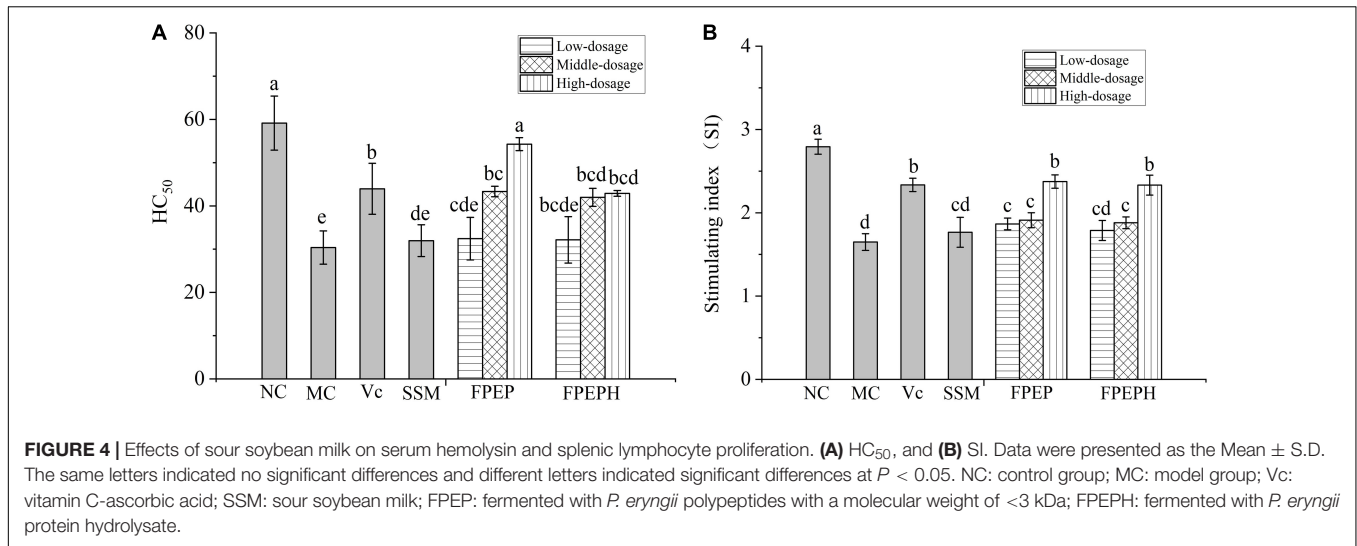 A
B
80
60
40
20
0
HC50
Low-dosage
Middle-dosage
High-dosage
a
e
b
de
cde
bc
a
bcde
bcd
bcd
NC MC Vc SSM FPEP FPEPH
4
3
2
1
0
Stimulating index（SI）
Low-dosage
Middle-dosage
High-dosage
a
d
b
cd
c
c
b
cd
c
b
NC MC Vc SSM FPEP FPEPH
FIGURE 4 | Effects of sour soybean milk on serum hemolysin and splenic lymphocyte proliferation. (A) HC50, and (B) SI. Data were presented as the Mean ± S.D.
The same letters indicated no significant differences and different letters indicated significant differences at P < 0.05. NC: control group; MC: model group; Vc:
vitamin C-ascorbic acid; SSM: sour soybean milk; FPEP: fermented with P. eryngii polypeptides with a molecular weight of <3 kDa; FPEPH: fermented with P. eryngii
protein hydrolysate.